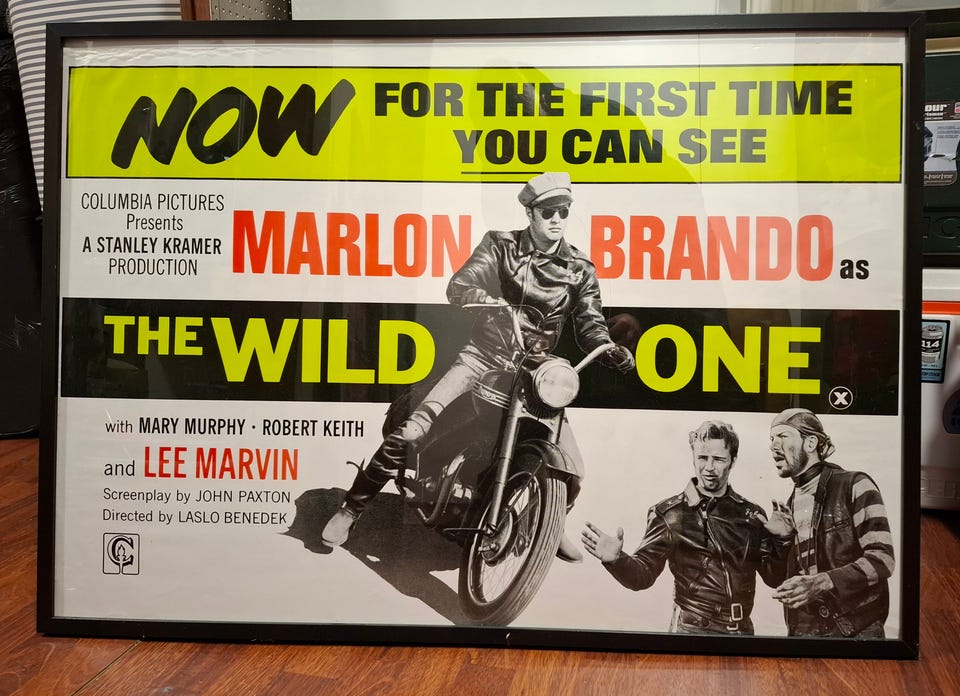 NOW FOR THE FIRST TIME
YOU CAN SEE
COLUMBIA PICTURES
Presents
A STANLEY KRAMER
PRODUCTION
MARLON BRANDO as
THE WILD ONE
X
with MARY MURPHY · ROBERT KEITH
and LEE MARVIN
Screenplay by JOHN PAXTON
Directed by LASLO BENEDEK
114